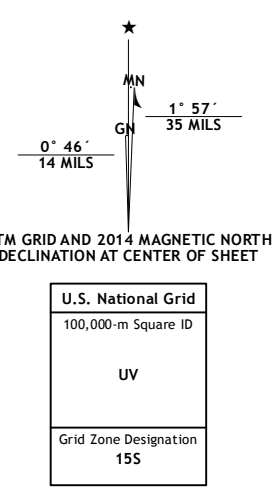 MN
1° 57´
35 MILS
GN
0° 46´
14 MILS
TM GRID AND 2014 MAGNETIC NORTH
DECLINATION AT CENTER OF SHEET
U.S. National Grid
100,000-m Square ID
UV
Grid Zone Designation
15S